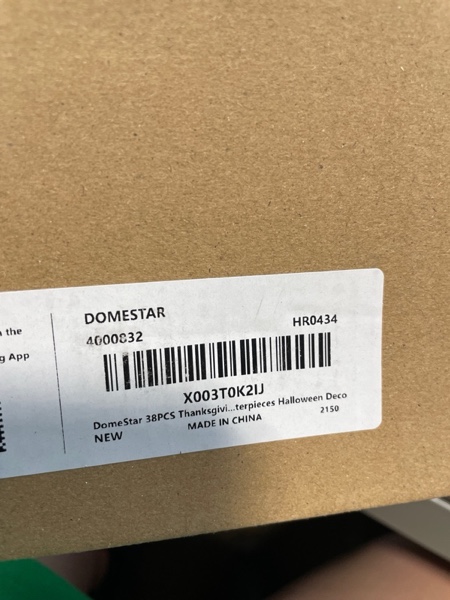 n the
g App
DOMESTAR
4000832
HR0434
X003T0K2IJ
DomeStar 38PCS Thanksgivi...terpieces Halloween Deco
NEW
MADE IN CHINA
2150